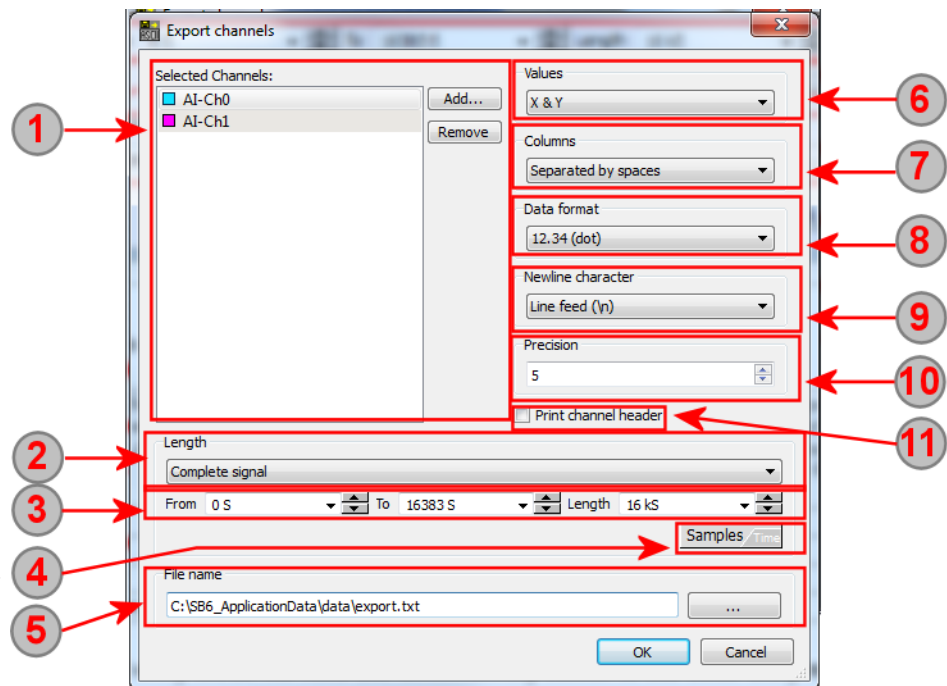 Export channels
Selected Channels:
AI-Ch0
AI-Ch1
Add...
Remove
Values
X & Y
Columns
Separated by spaces
Data format
12.34 (dot)
Newline character
Line feed (\n)
Precision
5
Print channel header
Length
Complete signal
From 0 S To 16383 S Length 16 kS
Samples / Time
File name
C:\SB6_ApplicationData\data\export.txt
...
OK Cancel
1
2
3
4
5
6
7
8
9
10
11